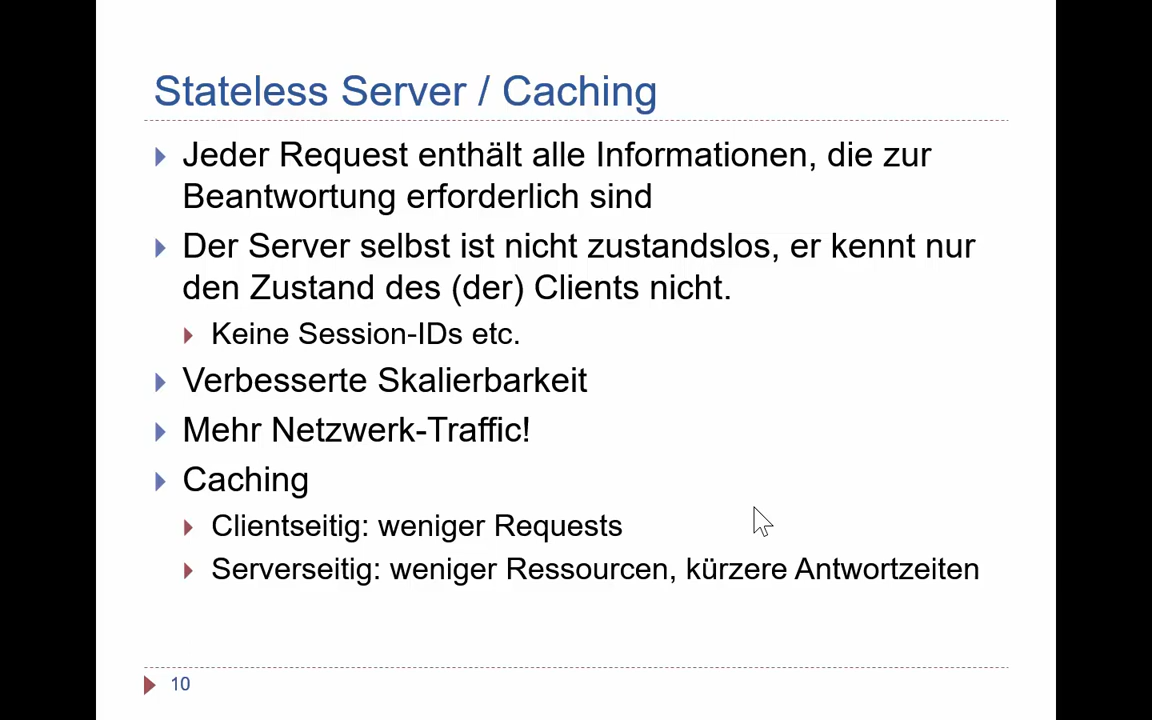 Stateless Server / Caching
Jeder Request enthält alle Informationen, die zur
Beantwortung erforderlich sind
Der Server selbst ist nicht zustandslos, er kennt nur
den Zustand des (der) Clients nicht.
Keine Session-IDs etc.
Verbesserte Skalierbarkeit
Mehr Netzwerk-Traffic!
Caching
Clientseitig: weniger Requests
Serverseitig: weniger Ressourcen, kürzere Antwortzeiten
10